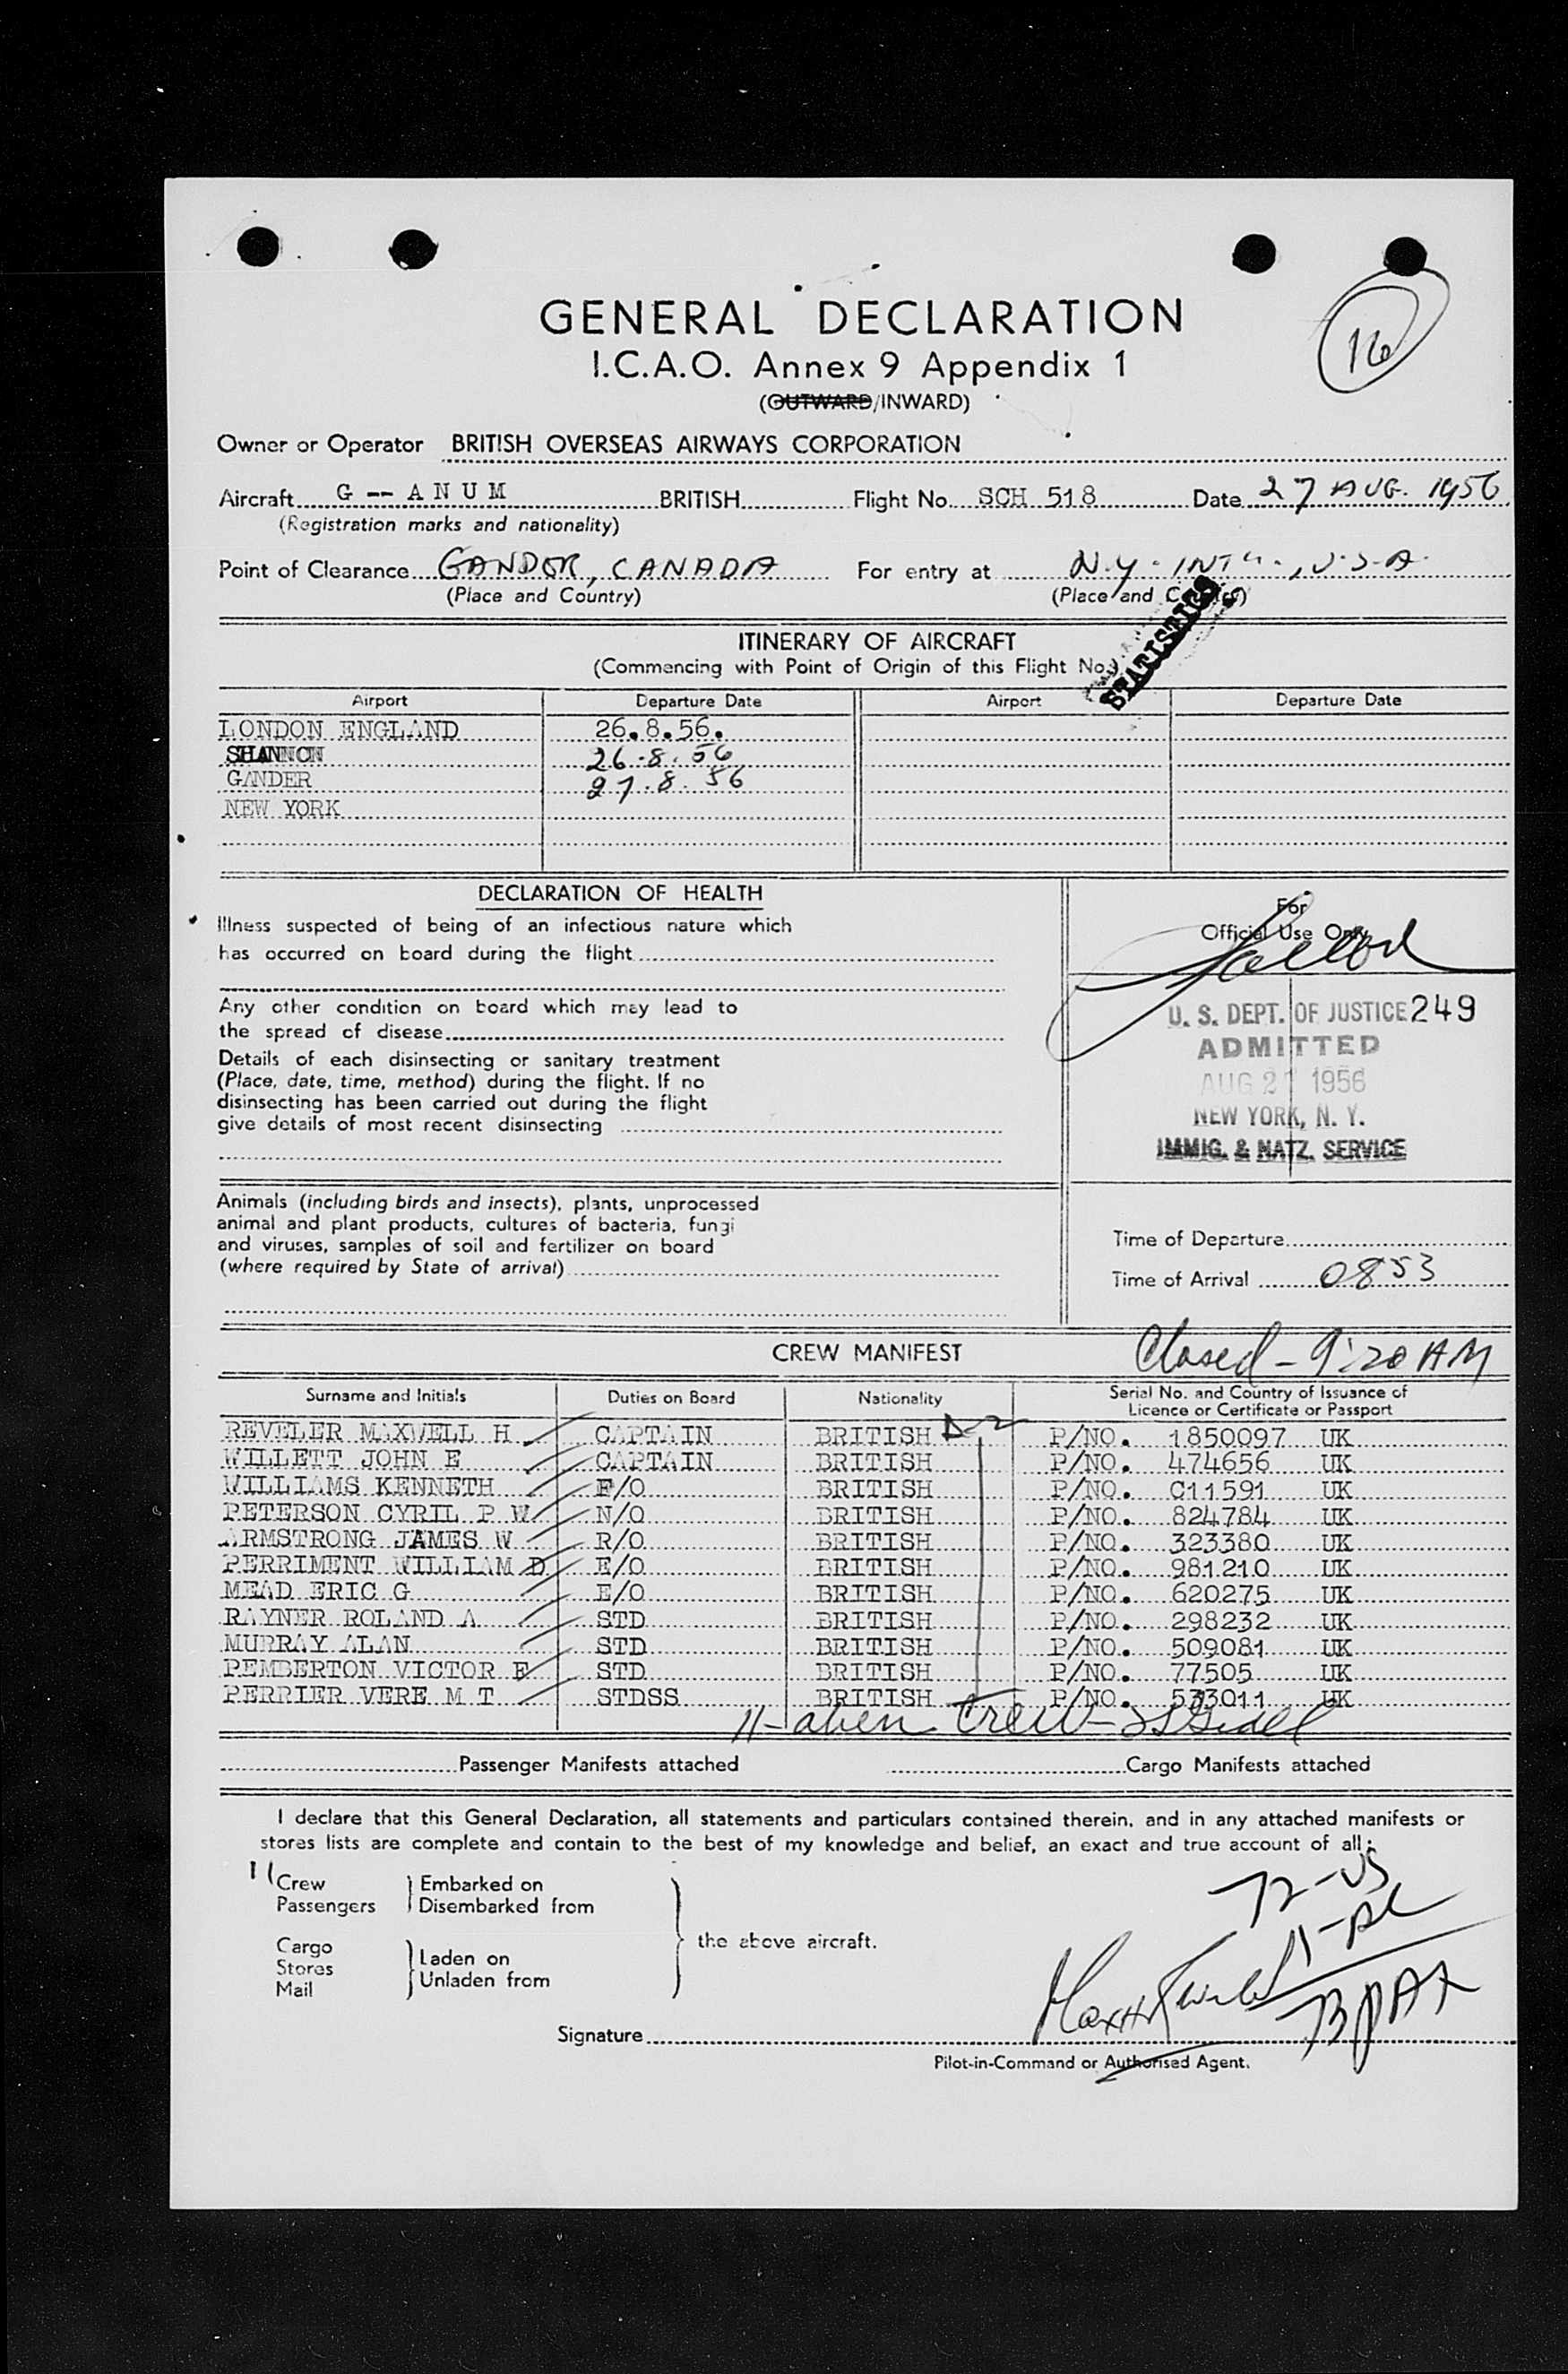 16
GENERAL DECLARATION
I.C.A.O. Annex 9 Appendix 1
(OUTWARD/INWARD)
Owner or Operator BRITISH OVERSEAS AIRWAYS CORPORATION
Aircraft G -- A N U M BRITISH Flight No. SCH 518 Date 27 AUG. 1956
(Registration marks and nationality)
Point of Clearance GANDER, CANADA For entry at N.Y. INT'L., U.S.A.
(Place and Country) (Place and Country)
STATISTICS
ITINERARY OF AIRCRAFT
(Commencing with Point of Origin of this Flight No.)
Airport Departure Date Airport Departure Date
LONDON ENGLAND 26.8.56.
SHANNON 26.8.56
GANDER 27.8.56
NEW YORK
DECLARATION OF HEALTH
Illness suspected of being of an infectious nature which
has occurred on board during the flight
Any other condition on board which may lead to
the spread of disease
Details of each disinsecting or sanitary treatment
(Place, date, time, method) during the flight. If no
disinsecting has been carried out during the flight
give details of most recent disinsecting
Animals (including birds and insects), plants, unprocessed
animal and plant products, cultures of bacteria, fungi
and viruses, samples of soil and fertilizer on board
(where required by State of arrival)
For
Official Use Only
U. S. DEPT. OF JUSTICE 249
ADMITTED
AUG 27 1956
NEW YORK, N. Y.
IMMIG. & NATZ. SERVICE
Time of Departure
Time of Arrival 0853
CREW MANIFEST Closed - 9:20 AM
Surname and Initials Duties on Board Nationality Serial No. and Country of Issuance of
Licence or Certificate or Passport
REVELER MAXWELL H CAPTAIN BRITISH D-2 P/NO. 1850097 UK
WILLETT JOHN E CAPTAIN BRITISH P/NO. 474656 UK
WILLIAMS KENNETH F/O BRITISH P/NO. C11591 UK
PETERSON CYRIL P W N/O BRITISH P/NO. 824784 UK
ARMSTRONG JAMES W R/O BRITISH P/NO. 323380 UK
PERRIMENT WILLIAM D E/O BRITISH P/NO. 981210 UK
MEAD ERIC G E/O BRITISH P/NO. 620275 UK
RAYNER ROLAND A STD BRITISH P/NO. 298232 UK
MURRAY ALAN STD BRITISH P/NO. 509081 UK
PEMBERTON VICTOR E STD BRITISH P/NO. 77505 UK
PERRIER VERE M T STDSS BRITISH P/NO. 533011 UK
11-alien Crew-
Passenger Manifests attached Cargo Manifests attached
I declare that this General Declaration, all statements and particulars contained therein, and in any attached manifests or
stores lists are complete and contain to the best of my knowledge and belief, an exact and true account of all:
11 Crew Embarked on
Passengers Disembarked from
the above aircraft.
Cargo
Stores Laden on
Mail Unladen from
72-US
1-
73 PAX
Signature
Pilot-in-Command or Authorised Agent.